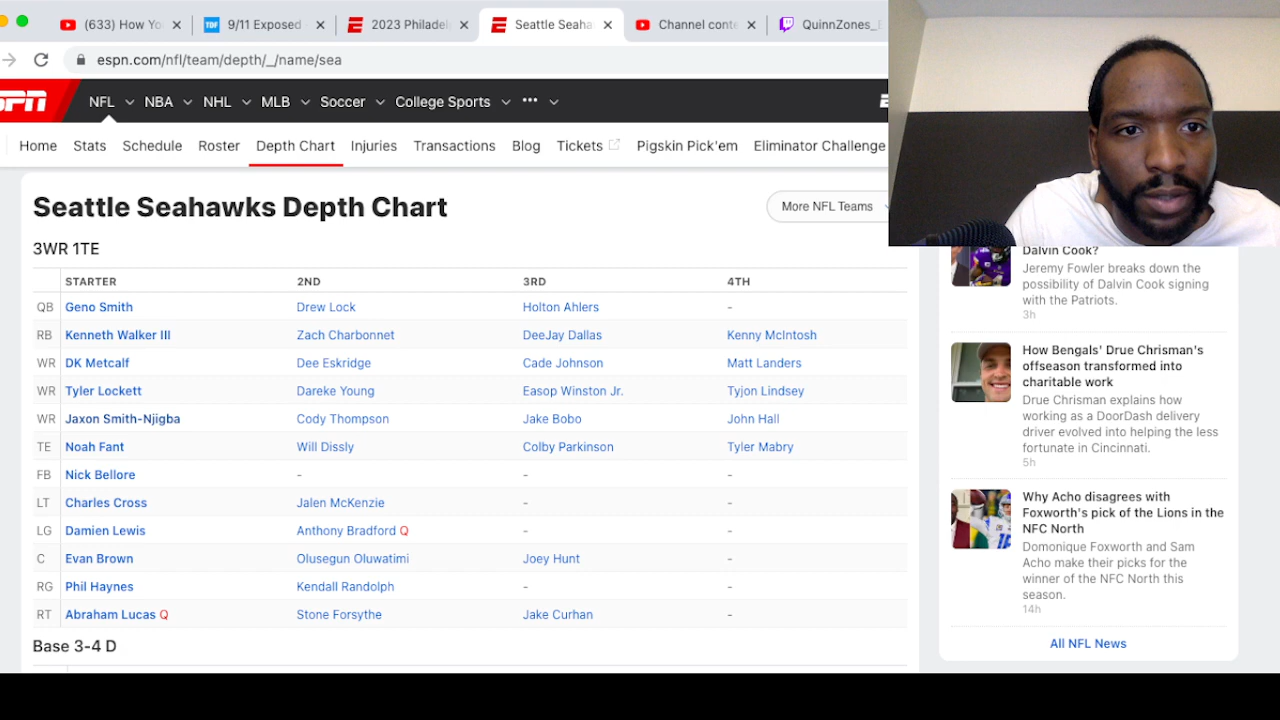 (633) How Yo
9/11 Exposed
2023 Philadel
Seattle Seaha
Channel conte
QuinnZones_
espn.com/nfl/team/depth/_/name/sea
NFL NBA NHL MLB Soccer College Sports •••
Home Stats Schedule Roster Depth Chart Injuries Transactions Blog Tickets Pigskin Pick'em Eliminator Challenge
Seattle Seahawks Depth Chart
More NFL Teams
3WR 1TE
STARTER 2ND 3RD 4TH
QB Geno Smith Drew Lock Holton Ahlers -
RB Kenneth Walker III Zach Charbonnet DeeJay Dallas Kenny McIntosh
WR DK Metcalf Dee Eskridge Cade Johnson Matt Landers
WR Tyler Lockett Dareke Young Easop Winston Jr. Tyjon Lindsey
WR Jaxon Smith-Njigba Cody Thompson Jake Bobo John Hall
TE Noah Fant Will Dissly Colby Parkinson Tyler Mabry
FB Nick Bellore - - -
LT Charles Cross Jalen McKenzie - -
LG Damien Lewis Anthony Bradford Q - -
C Evan Brown Olusegun Oluwatimi Joey Hunt -
RG Phil Haynes Kendall Randolph - -
RT Abraham Lucas Q Stone Forsythe Jake Curhan -
Base 3-4 D
Dalvin Cook?
Jeremy Fowler breaks down the
possibility of Dalvin Cook signing
with the Patriots.
3h
How Bengals' Drue Chrisman's
offseason transformed into
charitable work
Drue Chrisman explains how
working as a DoorDash delivery
driver evolved into helping the less
fortunate in Cincinnati.
5h
Why Acho disagrees with
Foxworth's pick of the Lions in the
NFC North
Domonique Foxworth and Sam
Acho make their picks for the
winner of the NFC North this
season.
14h
All NFL News